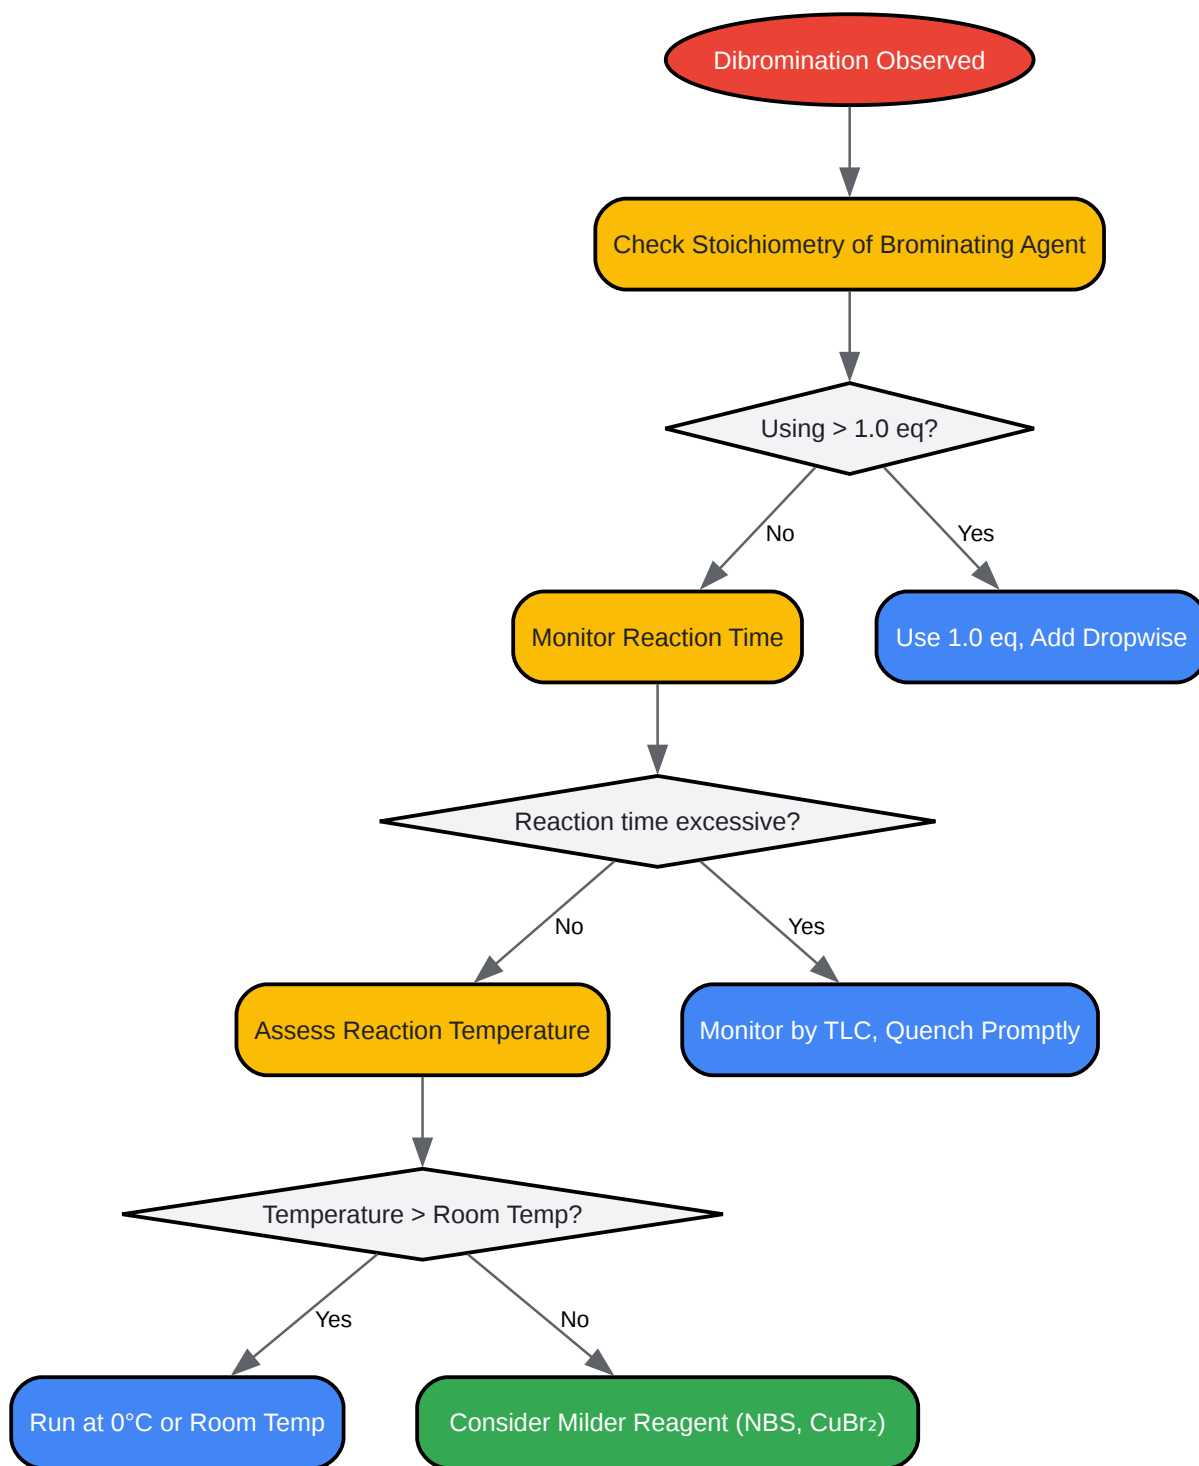 Dibromination Observed
Check Stoichiometry of Brominating Agent
Using > 1.0 eq?
No
Yes
Monitor Reaction Time
Use 1.0 eq, Add Dropwise
Reaction time excessive?
No
Yes
Assess Reaction Temperature
Monitor by TLC, Quench Promptly
Temperature > Room Temp?
Yes
No
Run at 0°C or Room Temp
Consider Milder Reagent (NBS, CuBr₂)